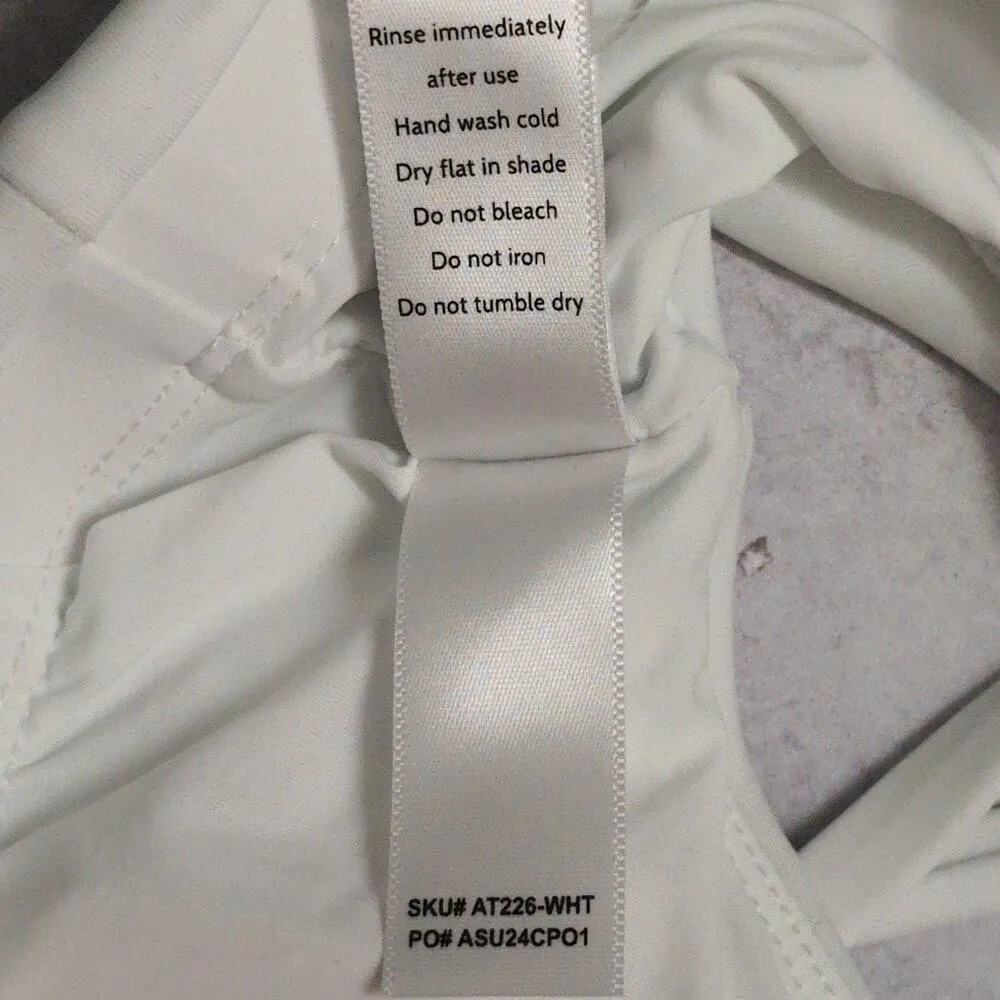 Rinse immediately
after use
Hand wash cold
Dry flat in shade
Do not bleach
Do not iron
Do not tumble dry
SKU# AT226-WHT
PO# ASU24CPO1